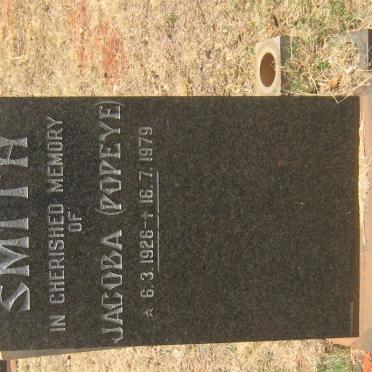 SMITH
IN CHERISHED MEMORY
OF
JACOBA (POPEYE)
☆ 6.3.1926 - † 16.7.1979